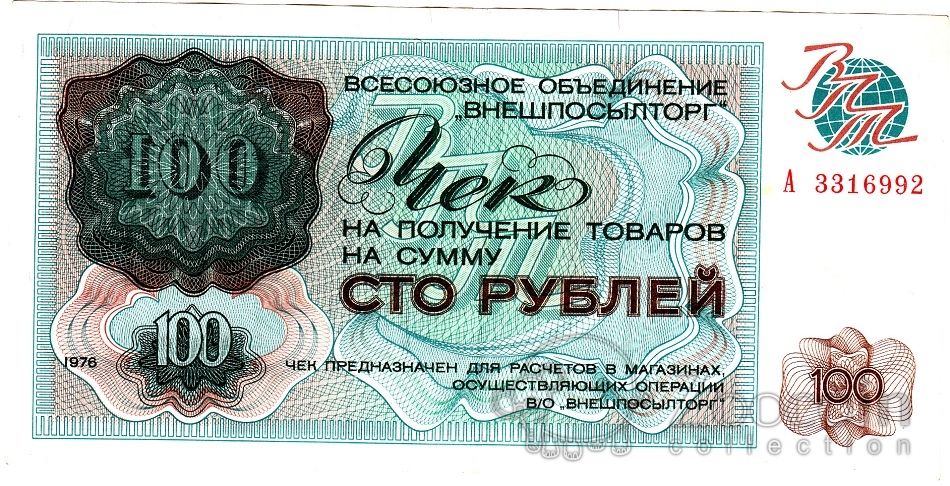 ВСЕСОЮЗНОЕ ОБЪЕДИНЕНИЕ
„ВНЕШПОСЫЛТОРГ"
ВПТ
А 3316992
100
Чек
НА ПОЛУЧЕНИЕ ТОВАРОВ
НА СУММУ
СТО РУБЛЕЙ
100
1976
ЧЕК ПРЕДНАЗНАЧЕН ДЛЯ РАСЧЕТОВ В МАГАЗИНАХ,
ОСУЩЕСТВЛЯЮЩИХ ОПЕРАЦИИ
В/О „ВНЕШПОСЫЛТОРГ"
100
collection